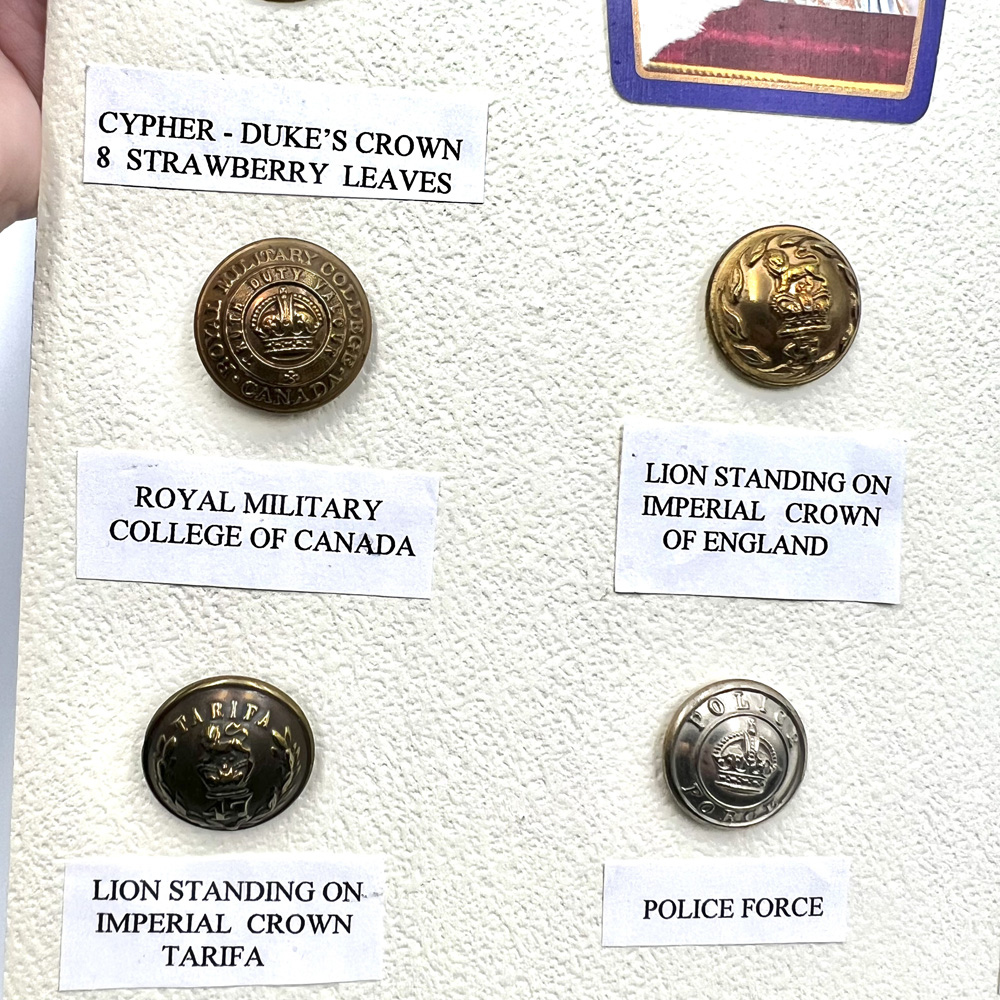 CYPHER - DUKE'S CROWN
8 STRAWBERRY LEAVES
ROYAL MILITARY COLLEGE
TRUTH DUTY VALOUR
CANADA
ROYAL MILITARY
COLLEGE OF CANADA
LION STANDING ON
IMPERIAL CROWN
OF ENGLAND
TARIFA
47
LION STANDING ON
IMPERIAL CROWN
TARIFA
POLICE
FORCE
POLICE FORCE